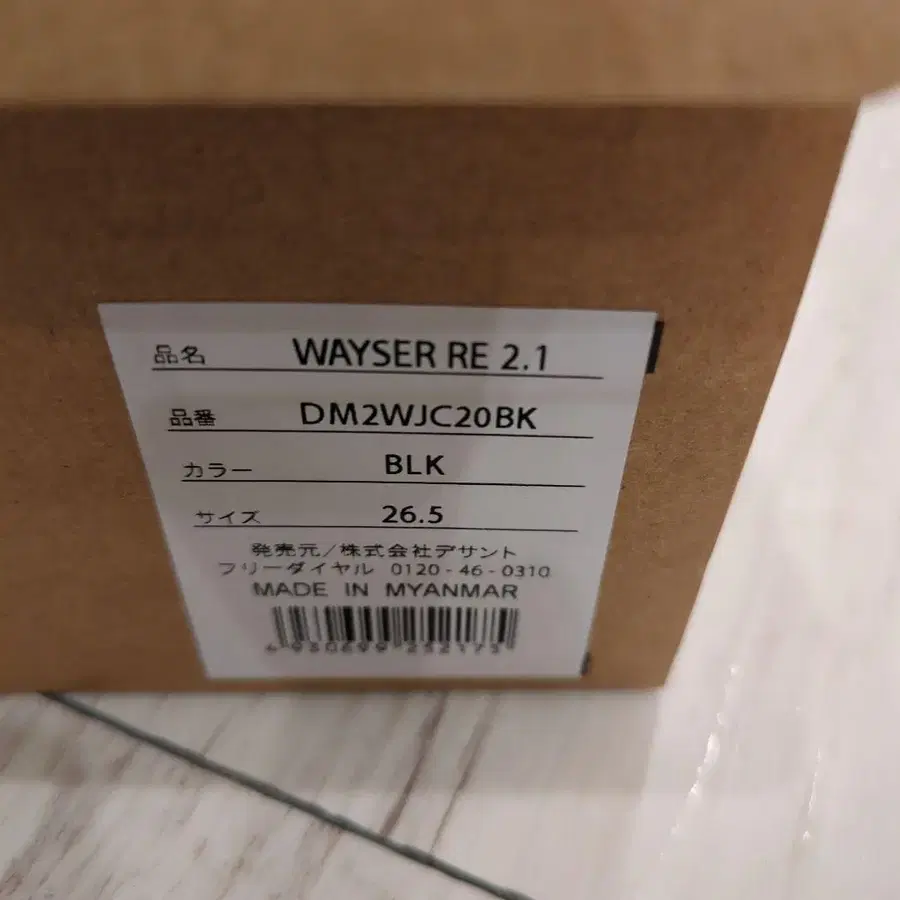 品名 WAYSER RE 2.1
品番 DM2WJC20BK
カラー BLK
サイズ 26.5
発売元/株式会社デサント
フリーダイヤル 0120-46-0310
MADE IN MYANMAR